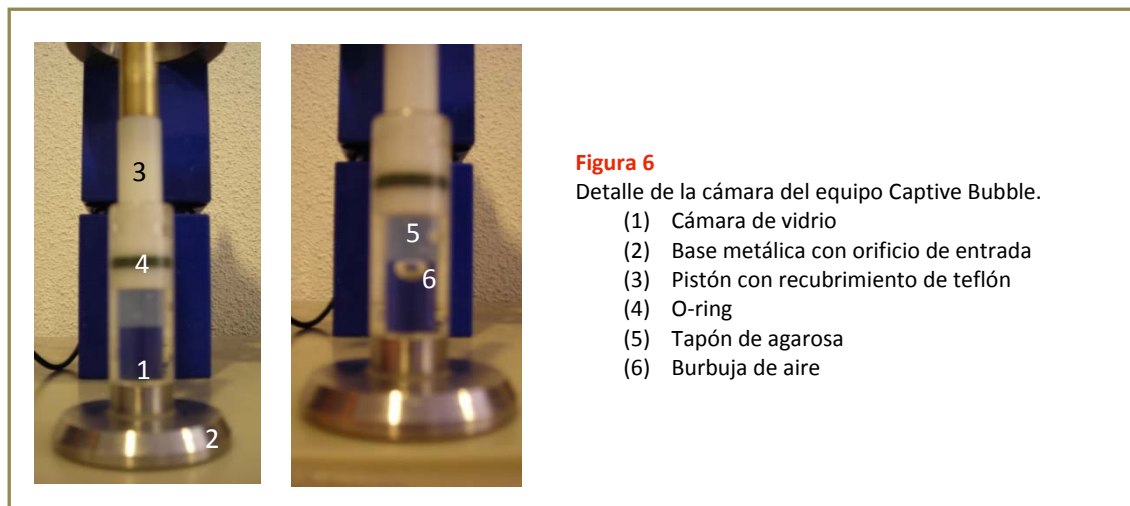 3
4
1
2
5
6
Figura 6
Detalle de la cámara del equipo Captive Bubble.
(1) Cámara de vidrio
(2) Base metálica con orificio de entrada
(3) Pistón con recubrimiento de teflón
(4) O-ring
(5) Tapón de agarosa
(6) Burbuja de aire